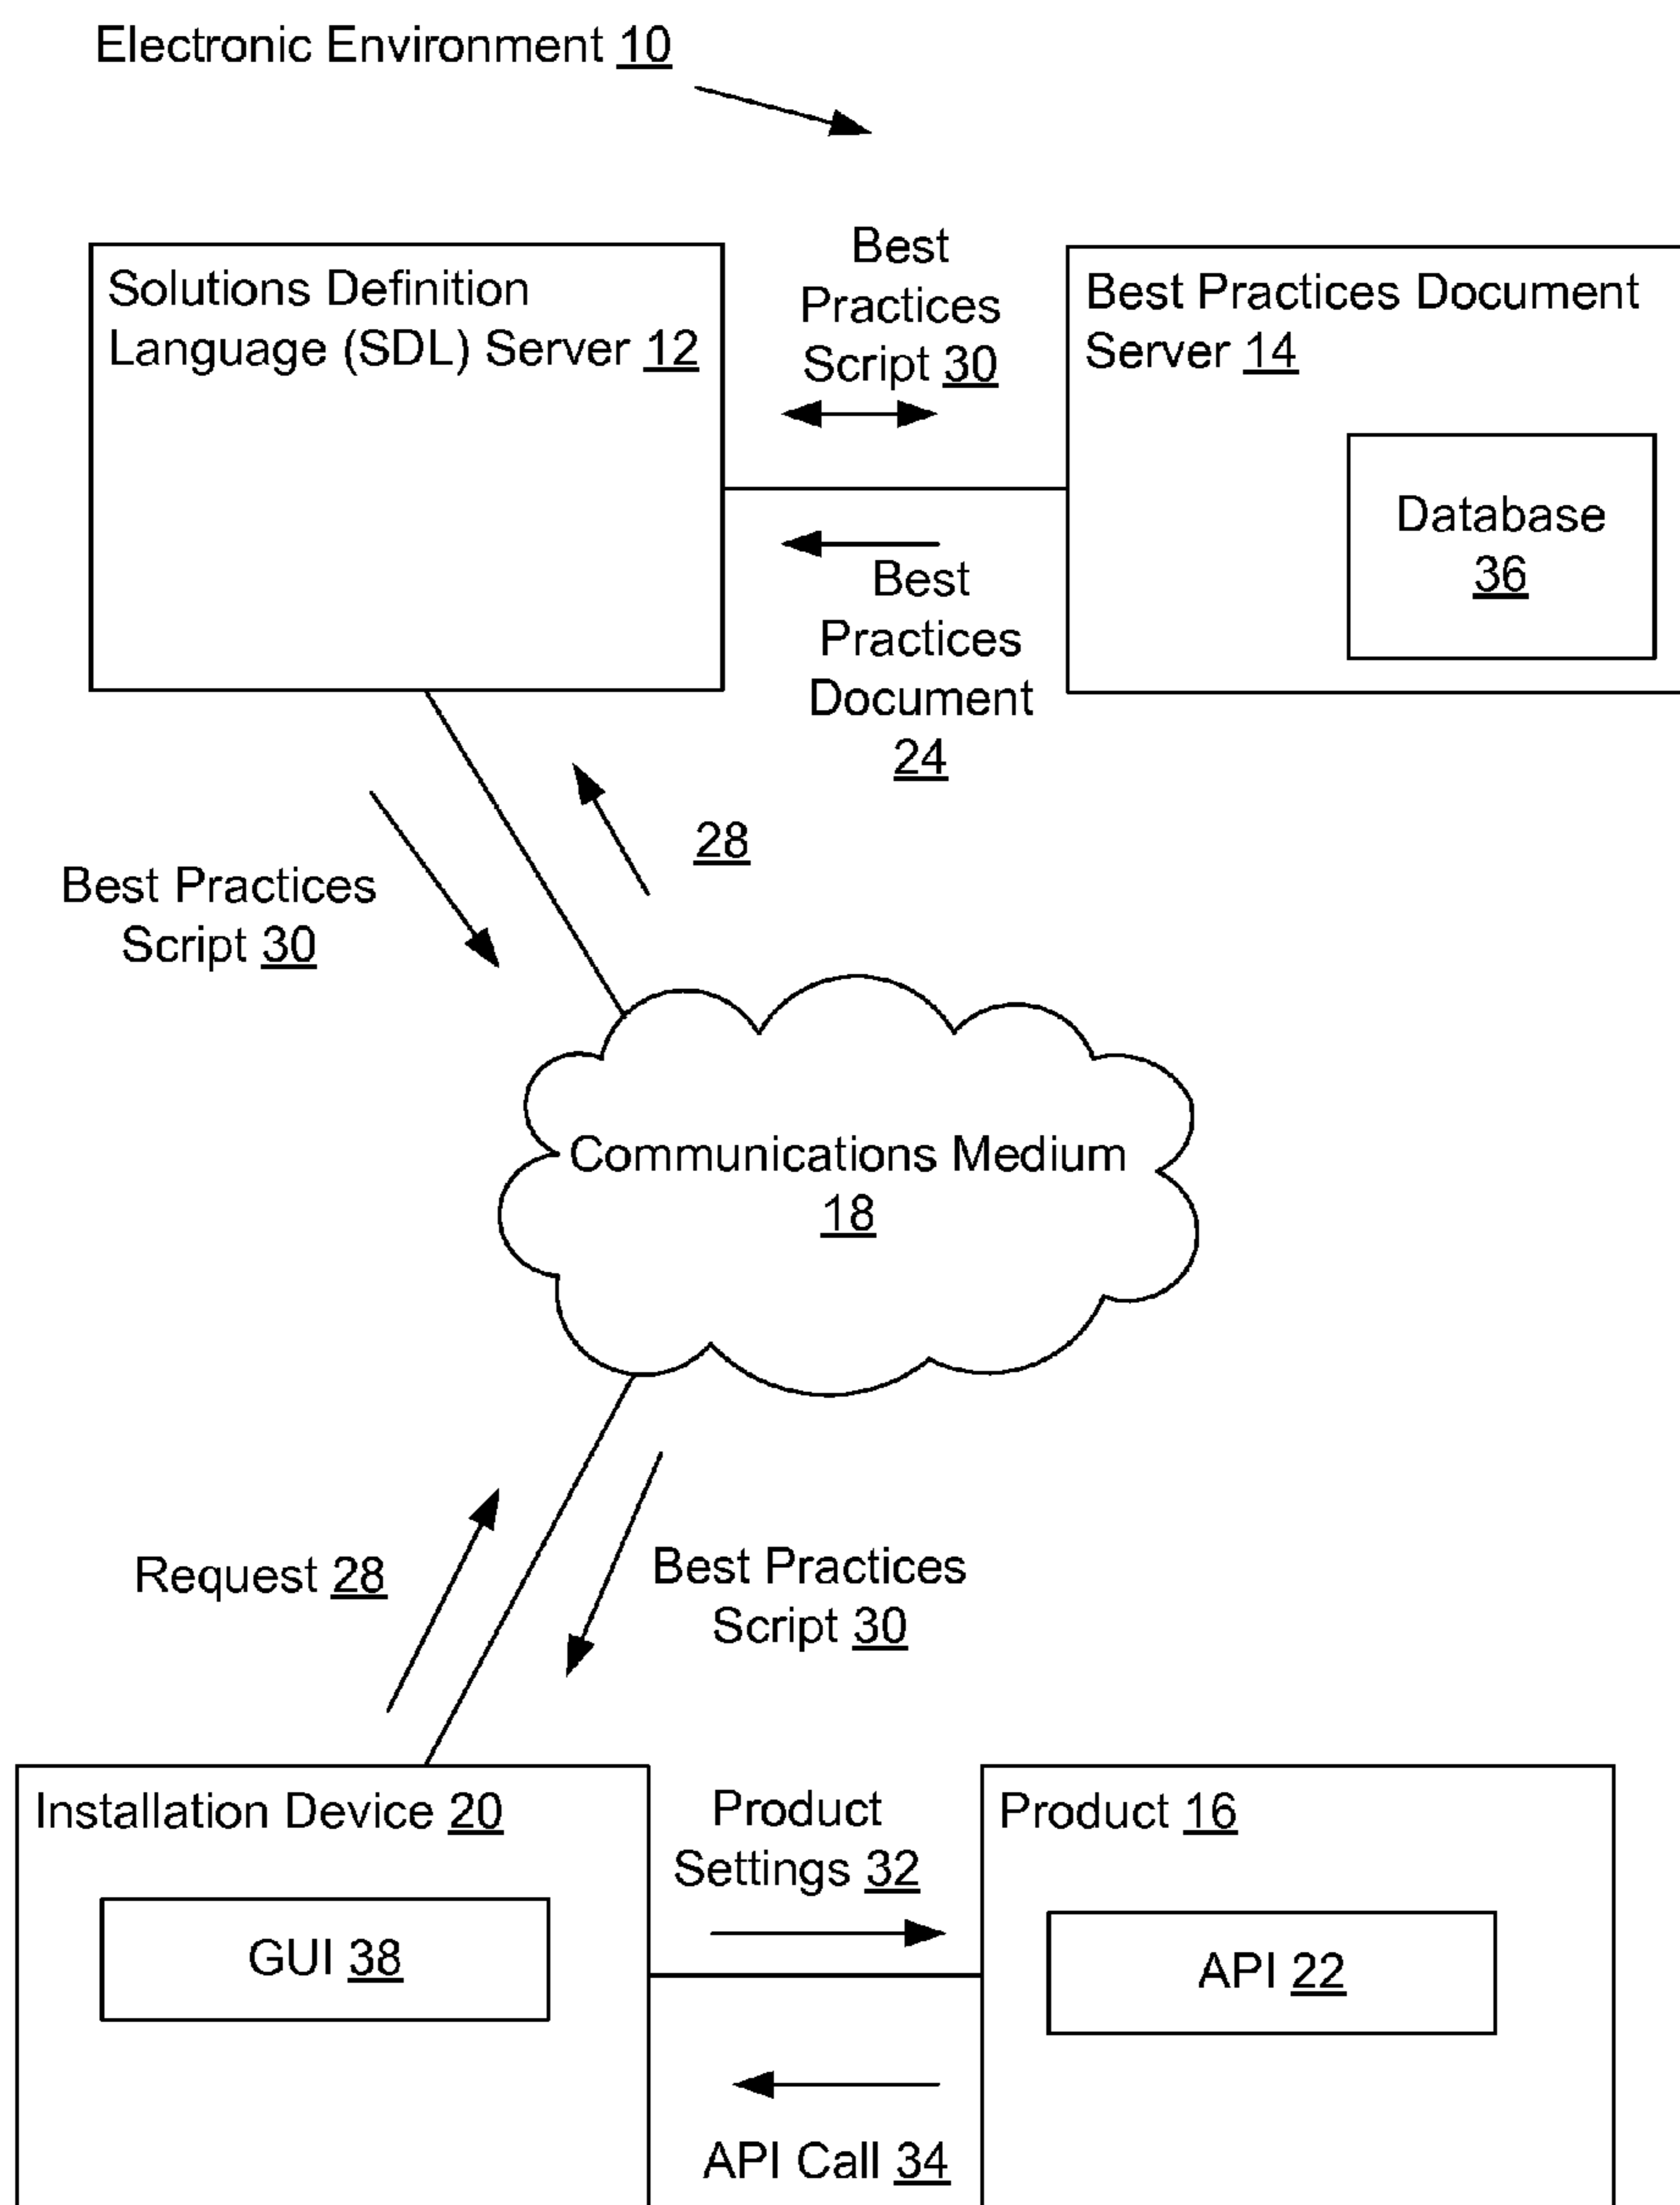 Electronic Environment 10
Solutions Definition
Language (SDL) Server 12
Best
Practices
Script 30
Best Practices Document
Server 14
Database
36
Best
Practices
Document
24
28
Best Practices
Script 30
Communications Medium
18
Request 28
Best Practices
Script 30
Installation Device 20
GUI 38
Product
Settings 32
Product 16
API 22
API Call 34